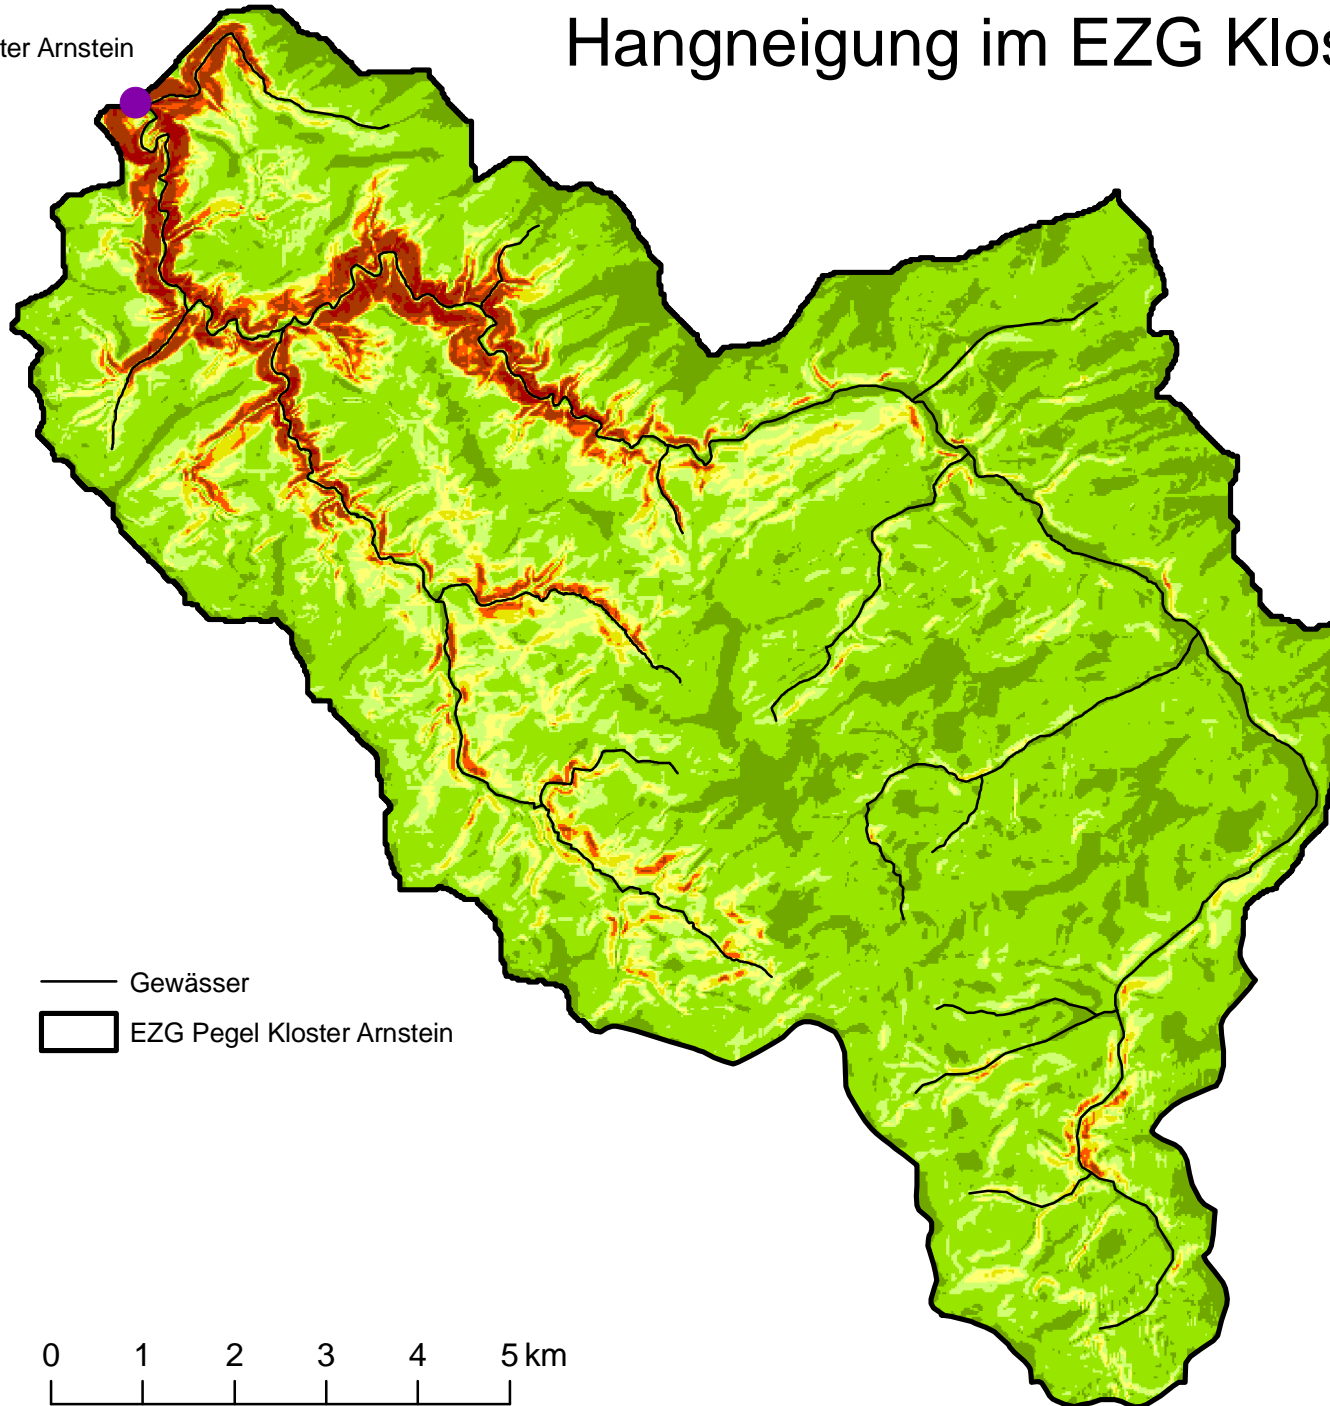 Hangneigung im EZG Klos
ter Arnstein
Gewässer
EZG Pegel Kloster Arnstein
0 1 2 3 4 5 km